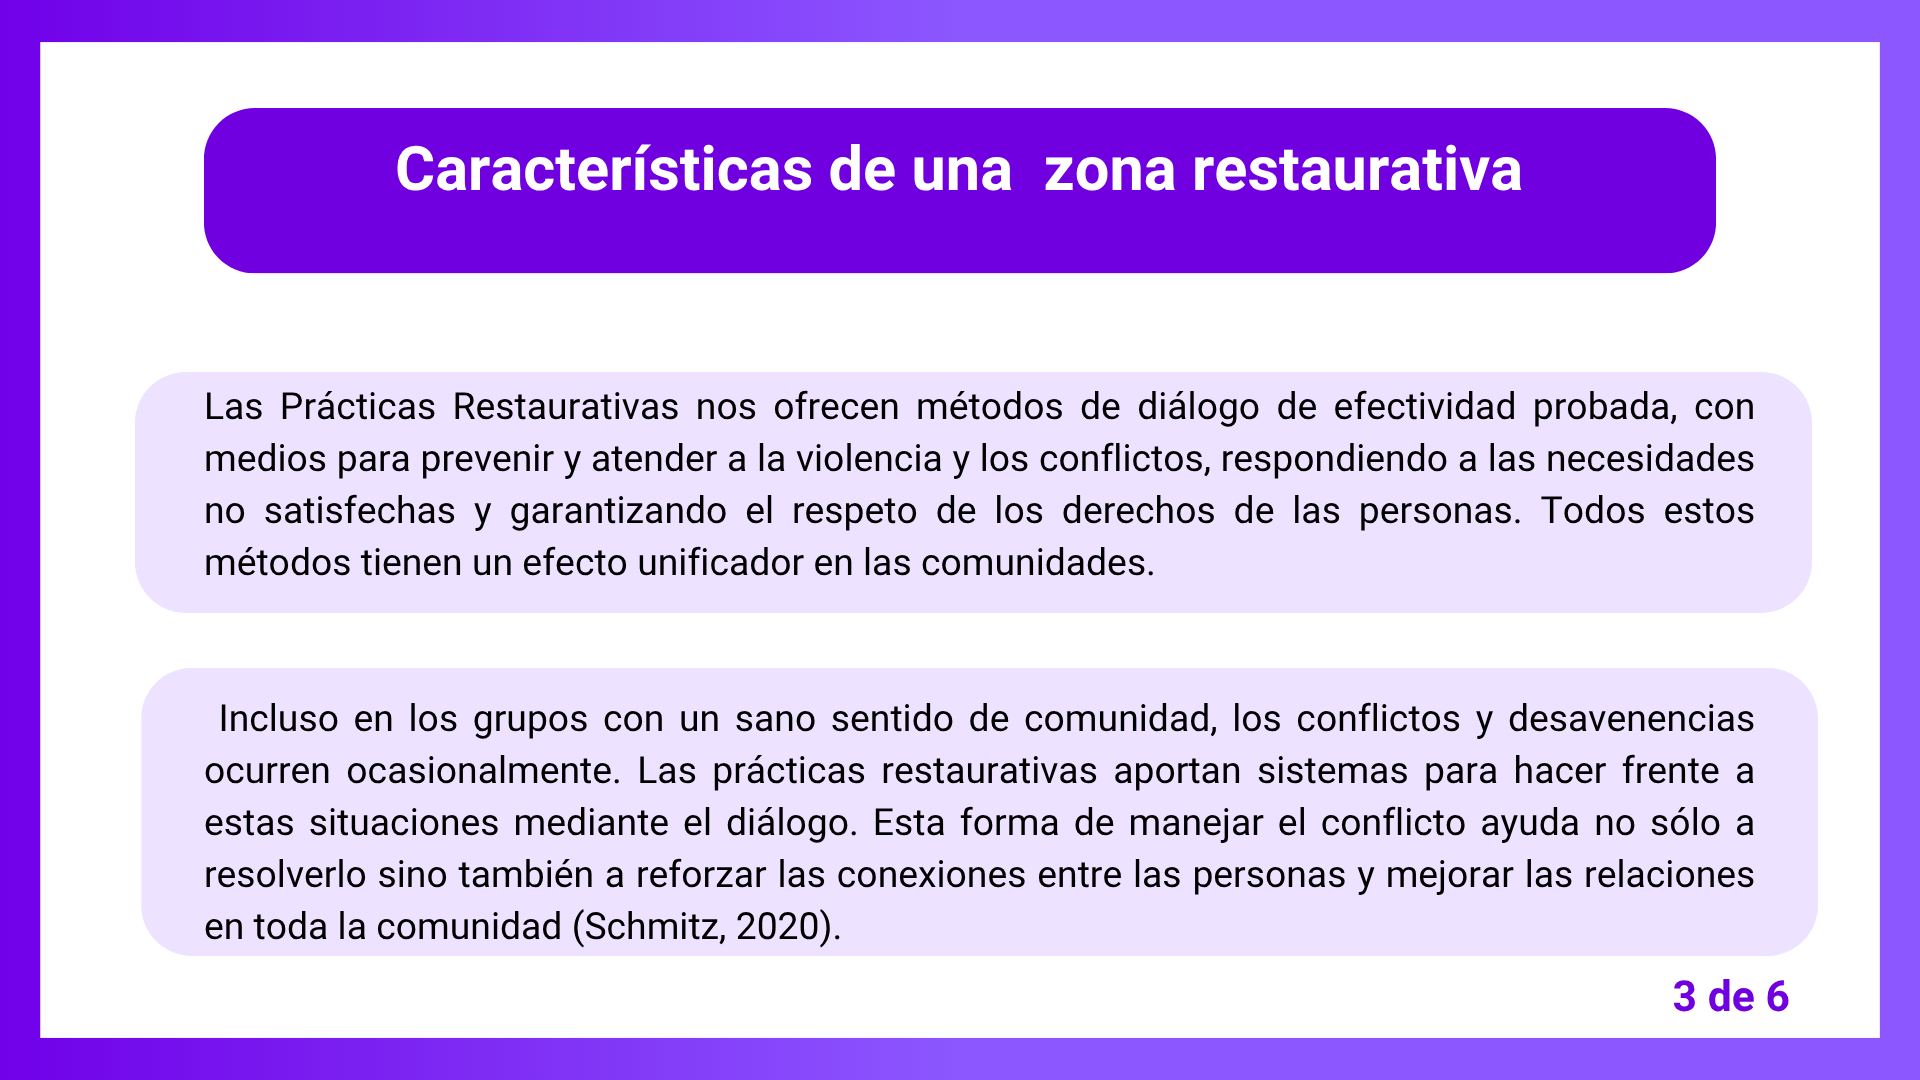 Características de una  zona restaurativa
Las Prácticas Restaurativas nos ofrecen métodos de diálogo de efectividad probada, con
medios para prevenir y atender a la violencia y los conflictos, respondiendo a las necesidades
no satisfechas y garantizando el respeto de los derechos de las personas. Todos estos
métodos tienen un efecto unificador en las comunidades.
Incluso en los grupos con un sano sentido de comunidad, los conflictos y desavenencias
ocurren ocasionalmente. Las prácticas restaurativas aportan sistemas para hacer frente a
estas situaciones mediante el diálogo. Esta forma de manejar el conflicto ayuda no sólo a
resolverlo sino también a reforzar las conexiones entre las personas y mejorar las relaciones
en toda la comunidad (Schmitz, 2020).
3 de 6